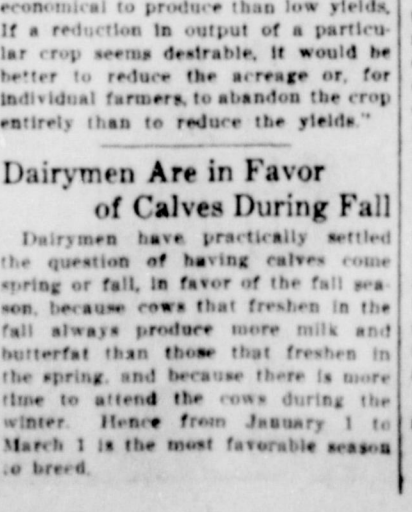 economical to produce than low yields.
If a reduction in output of a particu-
lar crop seems desirable, it would be
better to reduce the acreage or, for
individual farmers, to abandon the crop
entirely than to reduce the yields."
Dairymen Are in Favor
of Calves During Fall
Dairymen have practically settled
the question of having calves come
spring or fall, in favor of the fall sea-
son, because cows that freshen in the
fall always produce more milk and
butterfat than those that freshen in
the spring, and because there is more
time to attend the cows during the
winter. Hence from January 1 to
March 1 is the most favorable season
to breed.